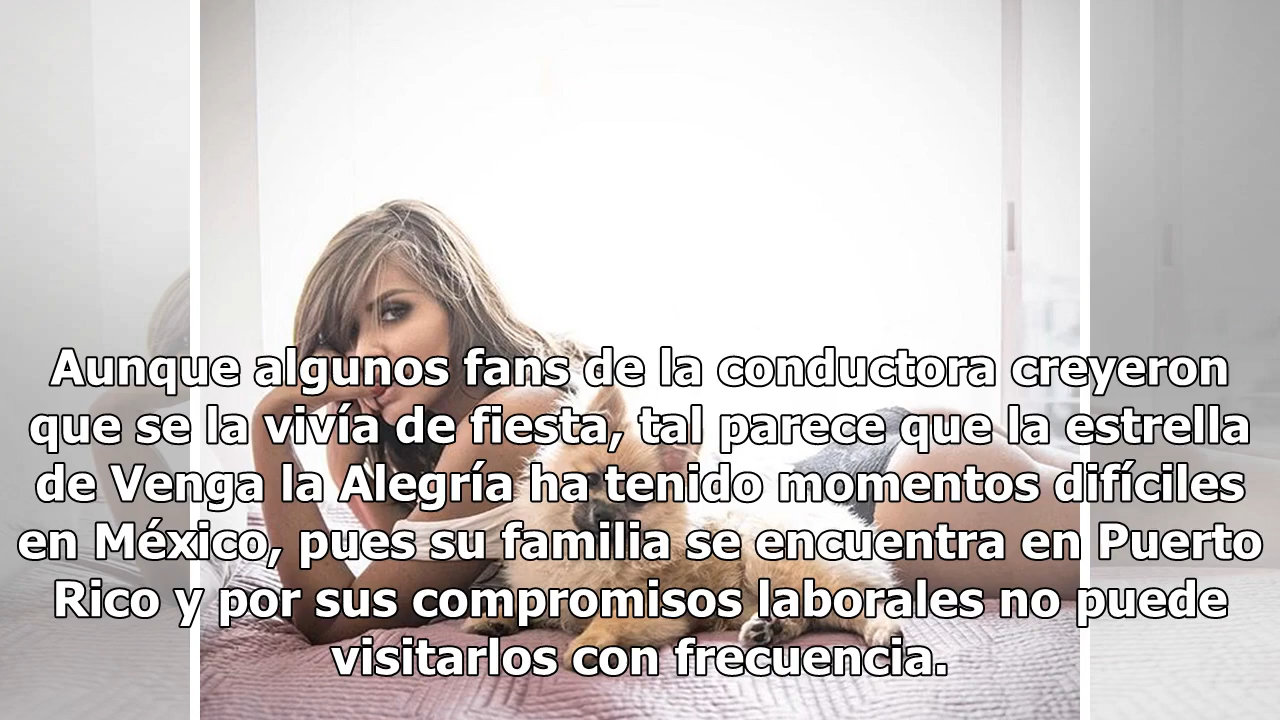 Aunque algunos fans de la conductora creyeron
que se la vivía de fiesta, tal parece que la estrella
de Venga la Alegría ha tenido momentos difíciles
en México, pues su familia se encuentra en Puerto
Rico y por sus compromisos laborales no puede
visitarlos con frecuencia.